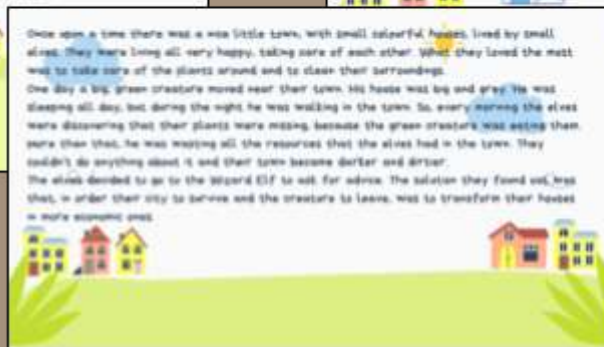 Once upon a time there was a nice little town, with small colourful houses, lived by small
elves. They were living all very happy, taking care of each other. What they loved the most
was to take care of the plants around and to clean their surroundings.
One day a big, green creature moved near their town. His house was big and grey. He was
sleeping all day, but during the night he was walking in the town. So, every morning the elves
were discovering that their plants were missing, because the green creature was eating them.
more than that, he was wasting all the resources that the elves had in the town. They
couldn't do anything about it and their town became darker and dirtier.
The elves decided to go to the Wizard Elf to ask for advice. The solution they found out was
that, in order their city to survive and the creature to leave, was to transform their houses
in more economic ones.